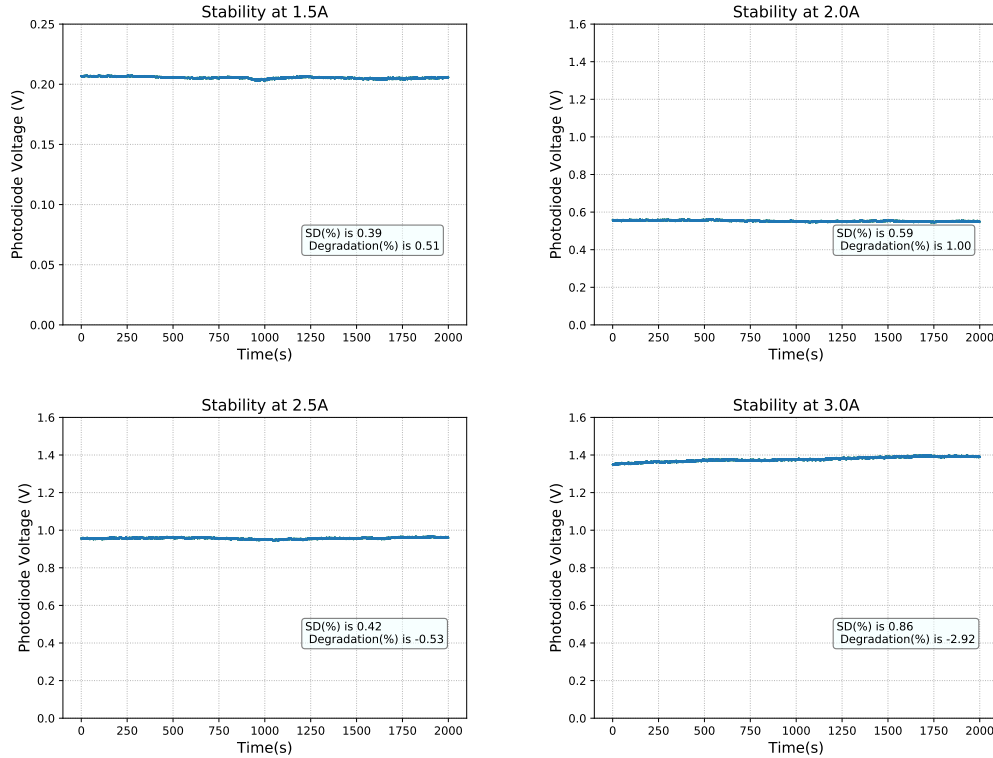 Stability at 1.5A
Photodiode Voltage (V)
0.25
0.20
0.15
0.10
0.05
0.00
SD(%) is 0.39
Degradation(%) is 0.51
0 250 500 750 1000 1250 1500 1750 2000
Time(s)
Stability at 2.0A
Photodiode Voltage (V)
1.6
1.4
1.2
1.0
0.8
0.6
0.4
0.2
0.0
SD(%) is 0.59
Degradation(%) is 1.00
0 250 500 750 1000 1250 1500 1750 2000
Time(s)
Stability at 2.5A
Photodiode Voltage (V)
1.6
1.4
1.2
1.0
0.8
0.6
0.4
0.2
0.0
SD(%) is 0.42
Degradation(%) is -0.53
0 250 500 750 1000 1250 1500 1750 2000
Time(s)
Stability at 3.0A
Photodiode Voltage (V)
1.6
1.4
1.2
1.0
0.8
0.6
0.4
0.2
0.0
SD(%) is 0.86
Degradation(%) is -2.92
0 250 500 750 1000 1250 1500 1750 2000
Time(s)